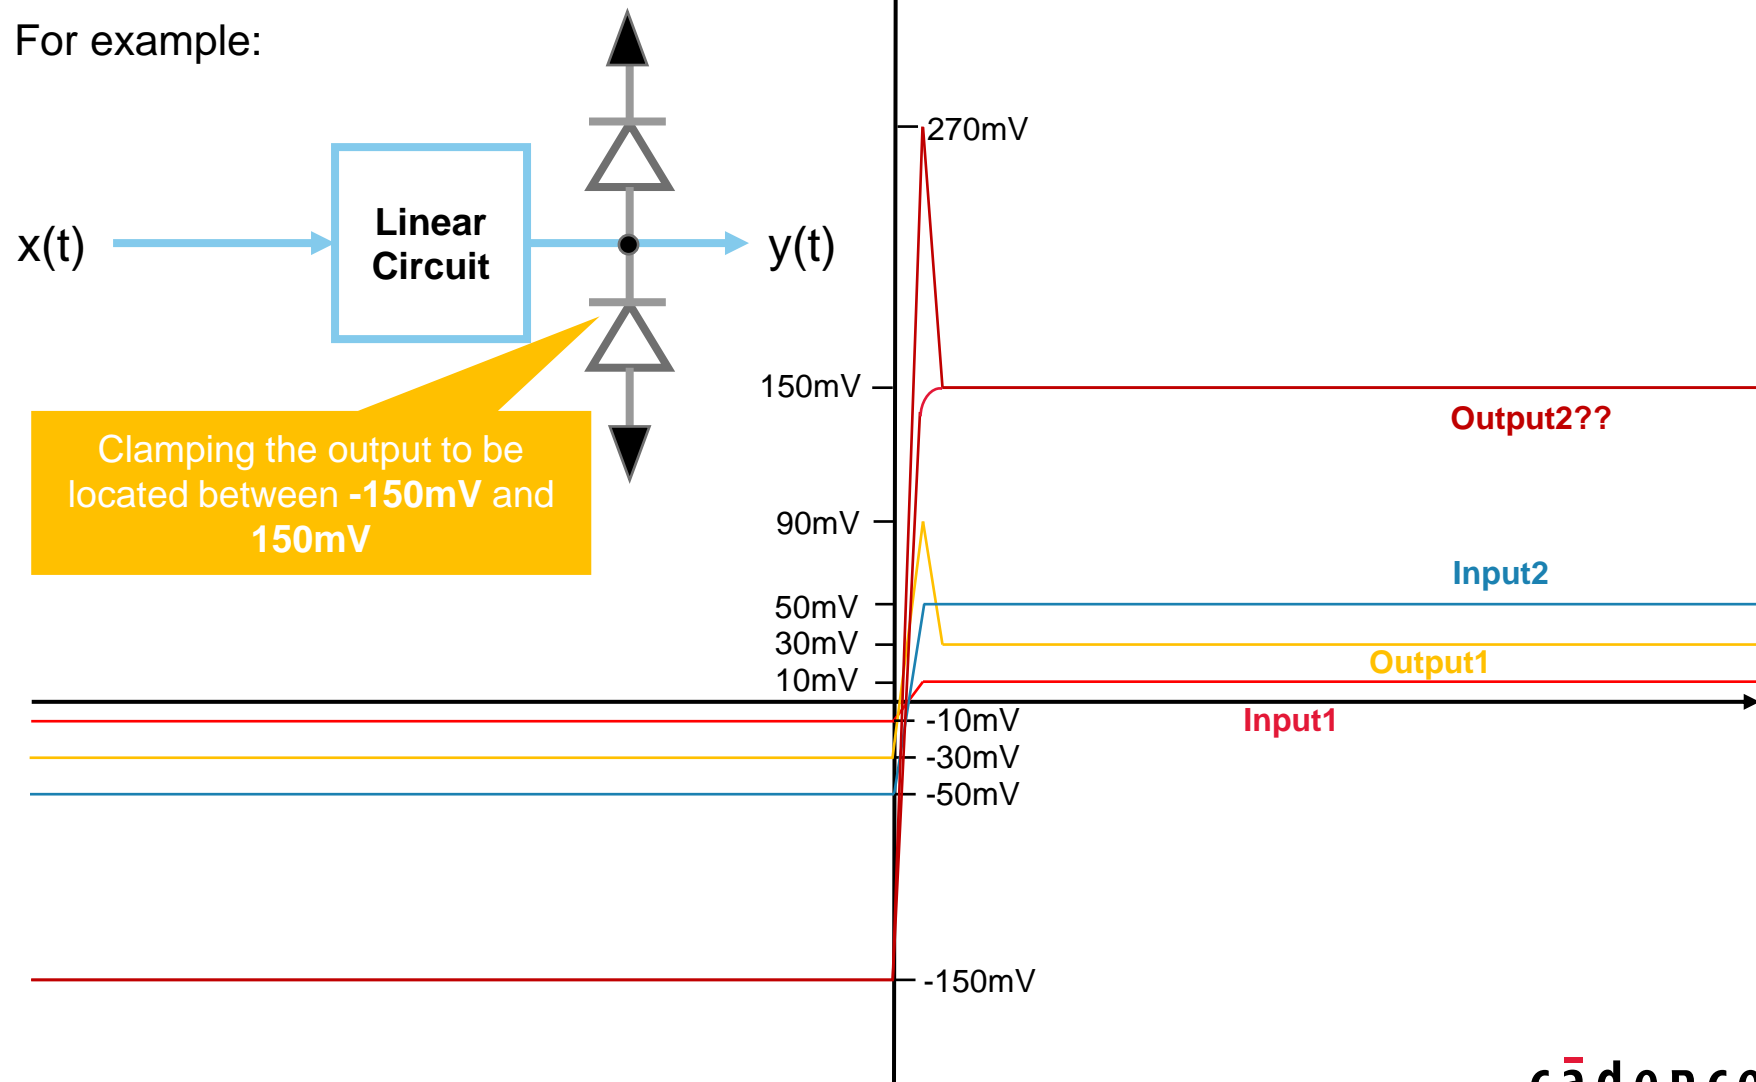 For example:
x(t)
Linear
Circuit
y(t)
Clamping the output to be
located between -150mV and
150mV
270mV
150mV
Output2??
90mV
Input2
50mV
30mV
Output1
10mV
Input1
-10mV
-30mV
-50mV
-150mV
cādence